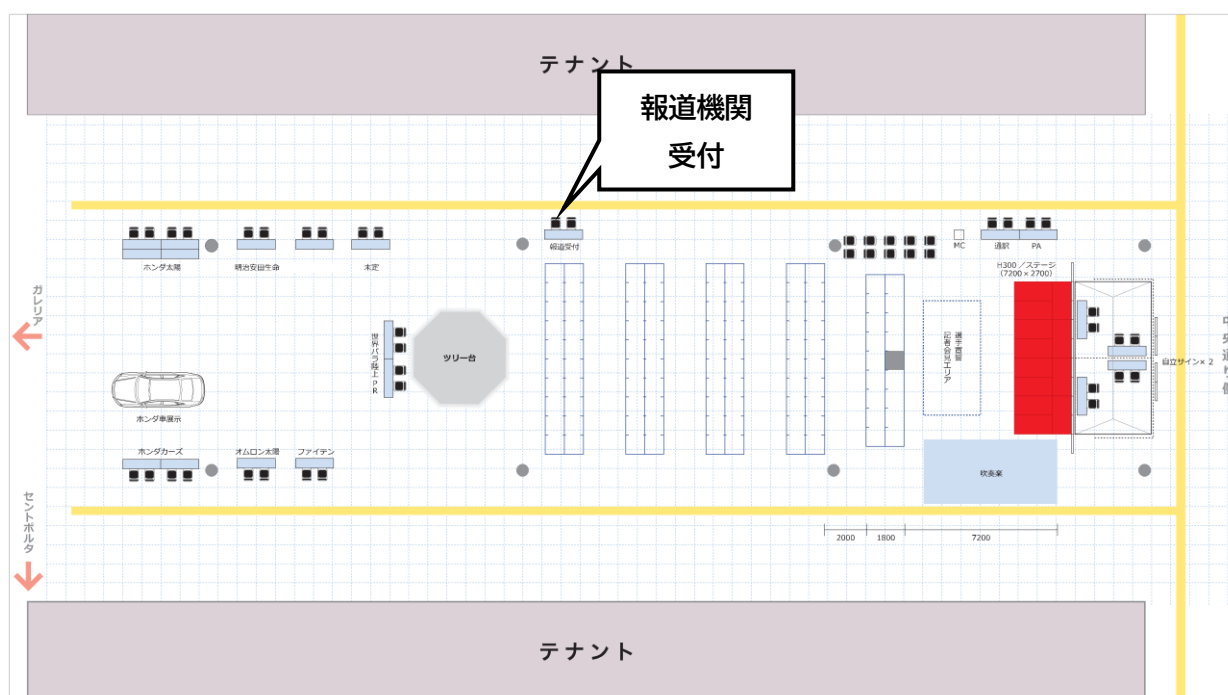 テナント
報道機関
受付
ホンダ太陽
明治安田生命
未定
報道受付
MC
通訳
PA
H300 ／ステージ
（7200 × 2700）
ガレリア
世界パラ陸上PR
ツリー台
選手宣誓
記者会見エリア
自立サイン× 2
ホンダ車展示
ホンダカーズ
オムロン太陽
ファイテン
吹奏楽
セントポルタ
2000
1800
7200
テナント